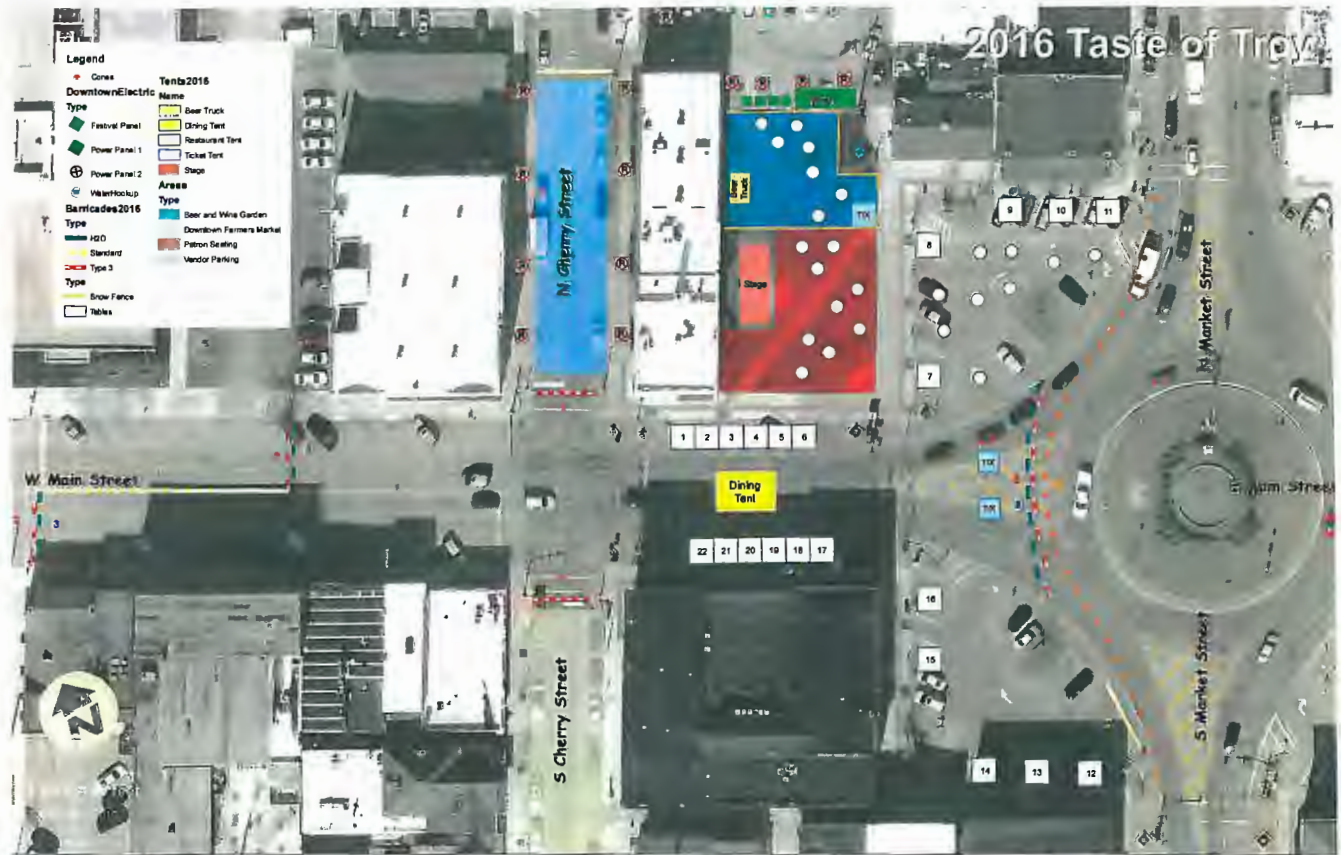 2016 Taste of Troy
Legend
Cones
DowntownElectric
Type
Festival Panel
Power Panel 1
Power Panel 2
WaterHookup
Barricades2016
Type
H2O
Standard
Type 3
Type
Snow Fence
Tables
Tents2016
Name
Beer Truck
Dining Tent
Restaurant Tent
Ticket Tent
Stage
Areas
Type
Beer and Wine Garden
Downtown Farmers Market
Patron Seating
Vendor Parking
N Cherry Street
Beer
Truck
TIX
Stage
9 10 11
8
7
N Market Street
1 2 3 4 5 6
W Main Street
Dining
Tent
TIX
TIX
3
22 21 20 19 18 17
16
15
S Cherry Street
S Market Street
14 13 12
N